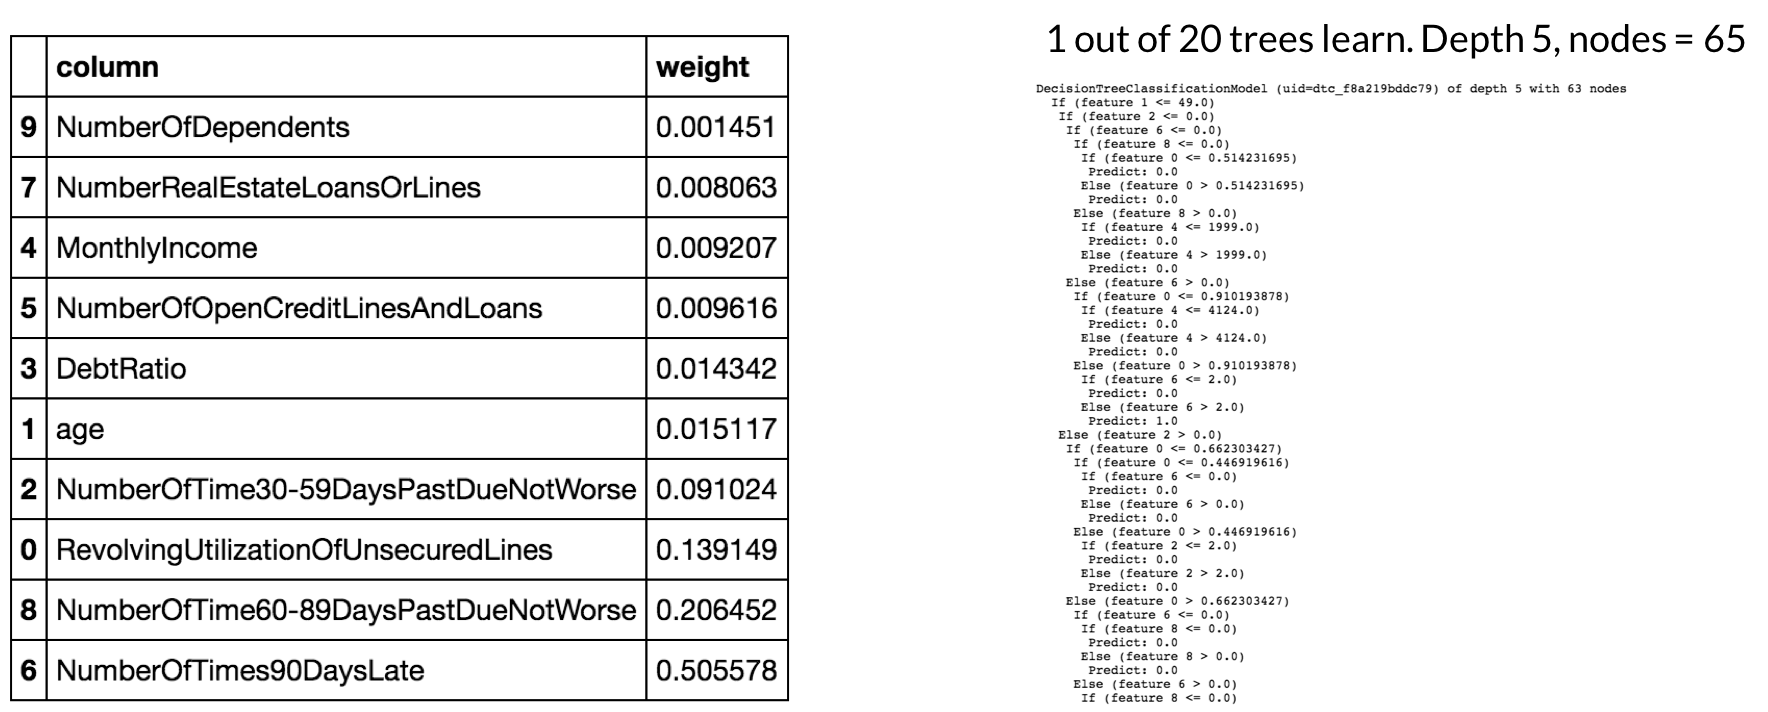 column weight
9 NumberOfDependents 0.001451
7 NumberRealEstateLoansOrLines 0.008063
4 MonthlyIncome 0.009207
5 NumberOfOpenCreditLinesAndLoans 0.009616
3 DebtRatio 0.014342
1 age 0.015117
2 NumberOfTime30-59DaysPastDueNotWorse 0.091024
0 RevolvingUtilizationOfUnsecuredLines 0.139149
8 NumberOfTime60-89DaysPastDueNotWorse 0.206452
6 NumberOfTimes90DaysLate 0.505578
1 out of 20 trees learn. Depth 5, nodes = 65
DecisionTreeClassificationModel (uid=dtc_f8a219bddc79) of depth 5 with 63 nodes
If (feature 1 <= 49.0)
If (feature 2 <= 0.0)
If (feature 6 <= 0.0)
If (feature 8 <= 0.0)
If (feature 0 <= 0.514231695)
Predict: 0.0
Else (feature 0 > 0.514231695)
Predict: 0.0
Else (feature 8 > 0.0)
If (feature 4 <= 1999.0)
Predict: 0.0
Else (feature 4 > 1999.0)
Predict: 0.0
Else (feature 6 > 0.0)
If (feature 0 <= 0.910193878)
If (feature 4 <= 4124.0)
Predict: 0.0
Else (feature 4 > 4124.0)
Predict: 0.0
Else (feature 0 > 0.910193878)
If (feature 6 <= 2.0)
Predict: 0.0
Else (feature 6 > 2.0)
Predict: 1.0
Else (feature 2 > 0.0)
If (feature 0 <= 0.662303427)
If (feature 0 <= 0.446919616)
If (feature 6 <= 0.0)
Predict: 0.0
Else (feature 6 > 0.0)
Predict: 0.0
Else (feature 0 > 0.446919616)
If (feature 2 <= 2.0)
Predict: 0.0
Else (feature 2 > 2.0)
Predict: 0.0
Else (feature 0 > 0.662303427)
If (feature 6 <= 0.0)
If (feature 8 <= 0.0)
Predict: 0.0
Else (feature 8 > 0.0)
Predict: 0.0
Else (feature 6 > 0.0)
If (feature 8 <= 0.0)